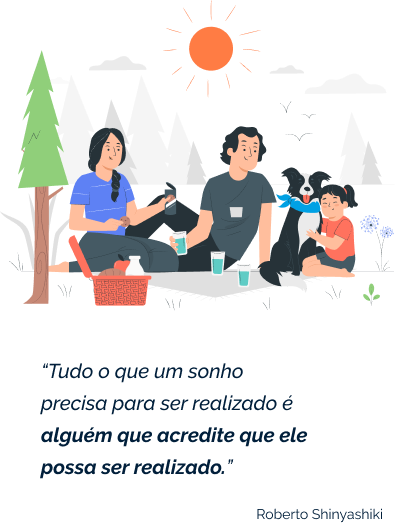 “Tudo o que um sonho
precisa para ser realizado é
alguém que acredite que ele
possa ser realizado.”
Roberto Shinyashiki